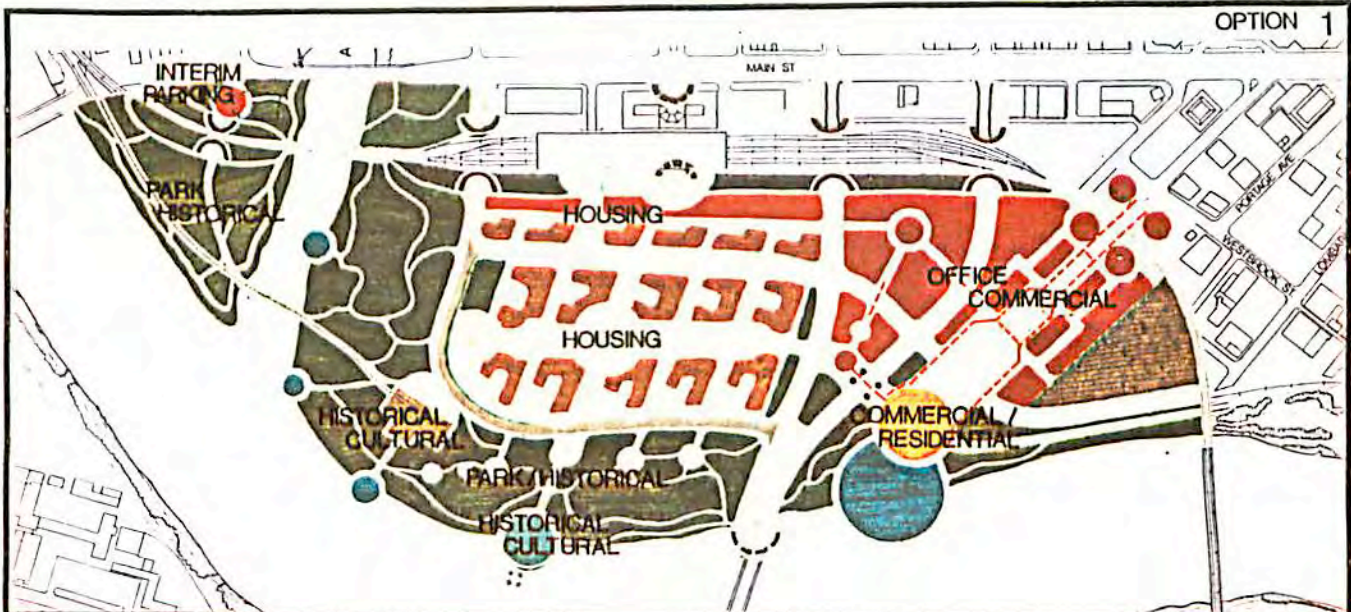 OPTION 1
MAIN ST
INTERIM
PARKING
PORTAGE AVE
PARK
HISTORICAL
HOUSING
WESTBROOK ST
OFFICE
COMMERCIAL
HOUSING
HISTORICAL
CULTURAL
COMMERCIAL /
RESIDENTIAL
PARK / HISTORICAL
HISTORICAL
CULTURAL